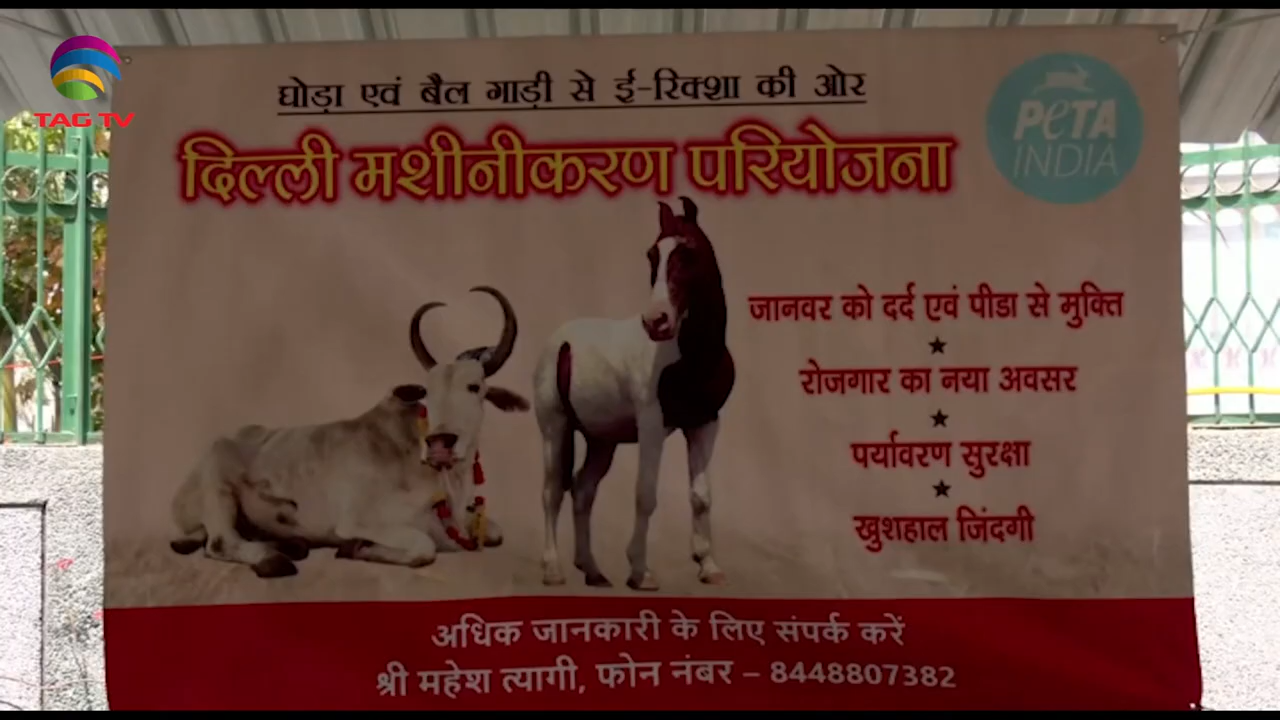 TAG TV
घोड़ा एवं बैल गाड़ी से ई-रिक्शा की ओर
दिल्ली मशीनीकरण परियोजना
PETA
INDIA
जानवर को दर्द एवं पीडा से मुक्ति
रोजगार का नया अवसर
पर्यावरण सुरक्षा
खुशहाल जिंदगी
अधिक जानकारी के लिए संपर्क करें
श्री महेश त्यागी, फोन नंबर – 8448807382